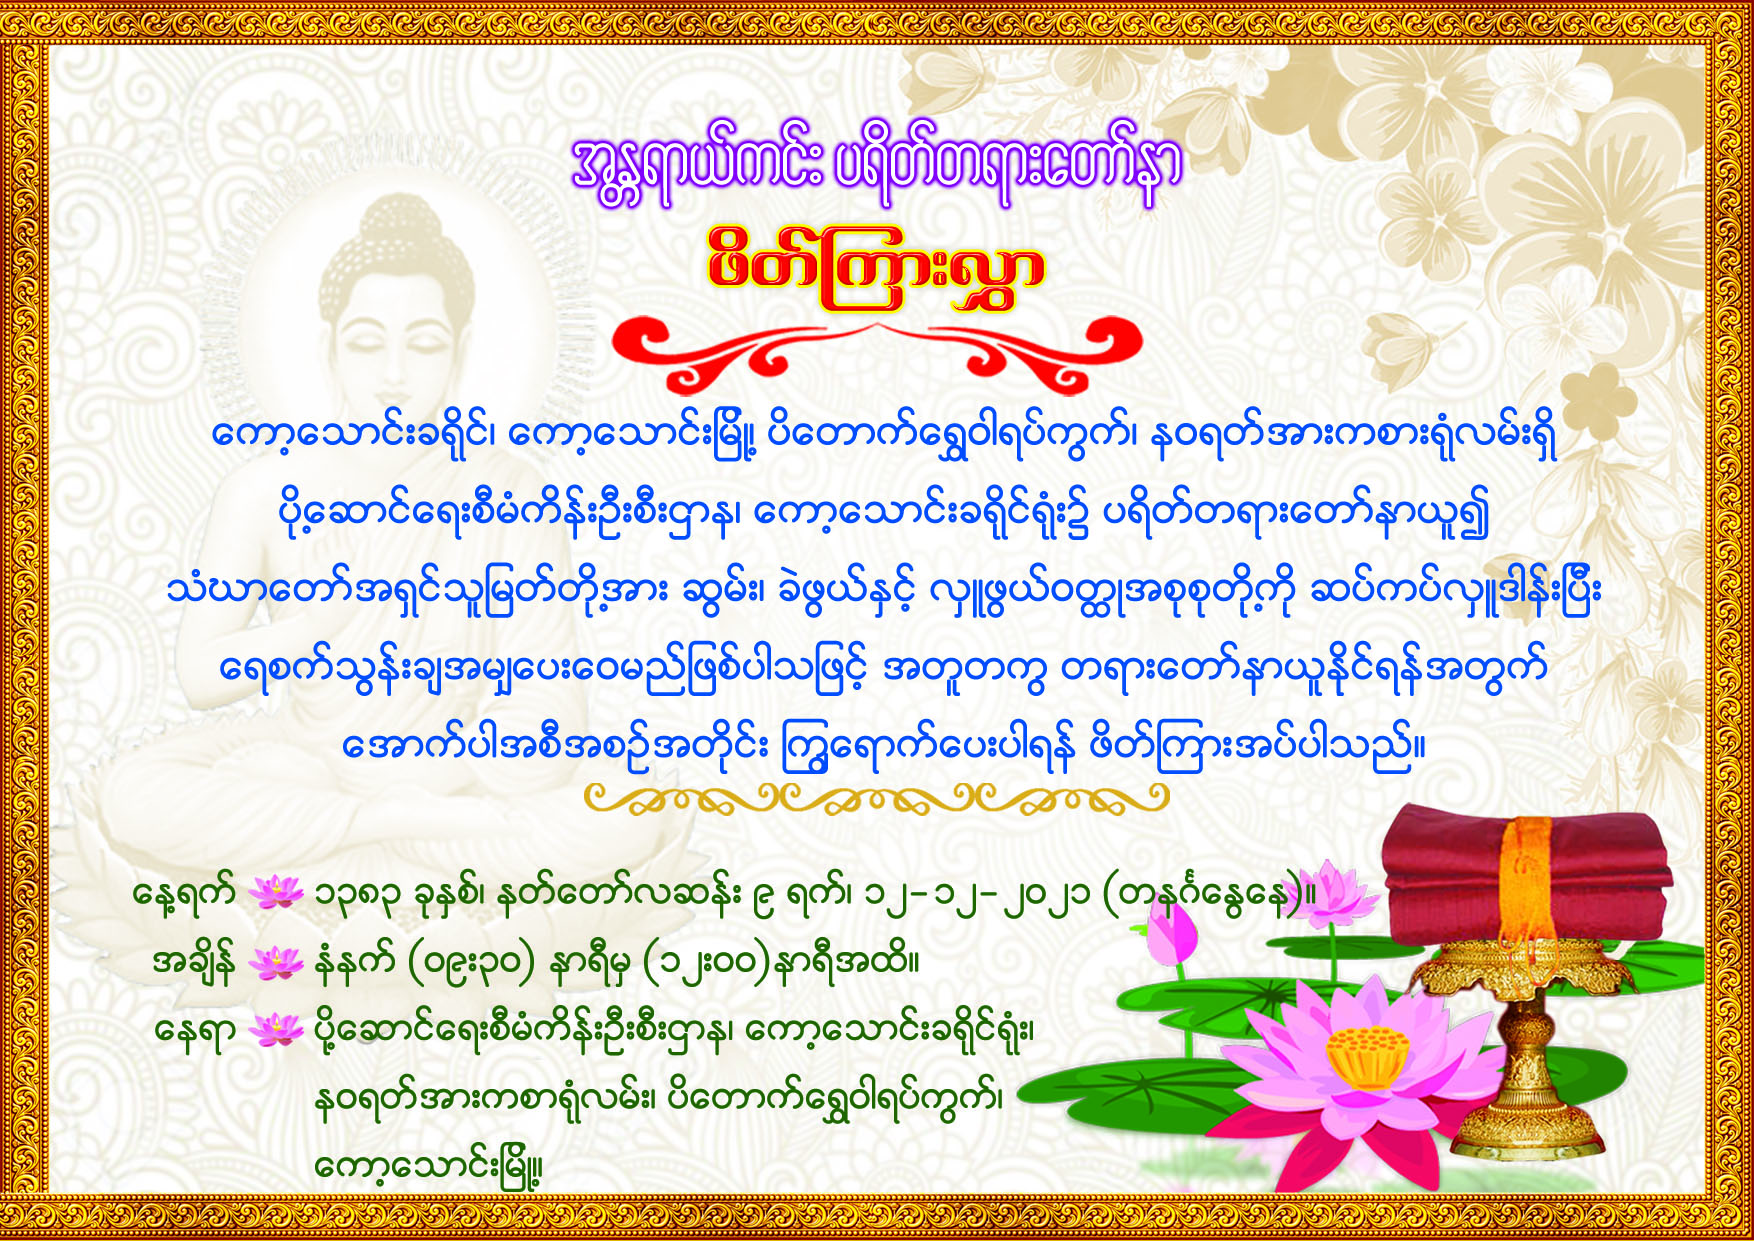 အန္တရာယ်ကင်း ပရိတ်တရားတော်နာ
ဖိတ်ကြားလွှာ
ကော့သောင်းခရိုင်၊ ကော့သောင်းမြို့၊ ပိတောက်ရွှေဝါရပ်ကွက်၊ နဝရတ်အားကစားရုံလမ်းရှိ
ပို့ဆောင်ရေးစီမံကိန်းဦးစီးဌာန၊ ကော့သောင်းခရိုင်ရုံး၌ ပရိတ်တရားတော်နာယူ၍
သံဃာတော်အရှင်သူမြတ်တို့အား ဆွမ်း၊ ခဲဖွယ်နှင့် လှူဖွယ်ဝတ္ထုအစုစုတို့ကို ဆပ်ကပ်လှူဒါန်းပြီး
ရေစက်သွန်းချအမျှပေးဝေမည်ဖြစ်ပါသဖြင့် အတူတကွ တရားတော်နာယူနိုင်ရန်အတွက်
အောက်ပါအစီအစဉ်အတိုင်း ကြွရောက်ပေးပါရန် ဖိတ်ကြားအပ်ပါသည်။
နေ့ရက် ၁၃၈၃ ခုနှစ်၊ နတ်တော်လဆန်း ၉ ရက်၊ ၁၂-၁၂-၂၀၂၁ (တနင်္ဂနွေနေ့)။
အချိန် နံနက် (၀၉း၃၀) နာရီမှ (၁၂း၀၀)နာရီအထိ။
နေရာ ပို့ဆောင်ရေးစီမံကိန်းဦးစီးဌာန၊ ကော့သောင်းခရိုင်ရုံး၊
နဝရတ်အားကစာရုံလမ်း၊ ပိတောက်ရွှေဝါရပ်ကွက်၊
ကော့သောင်းမြို့။